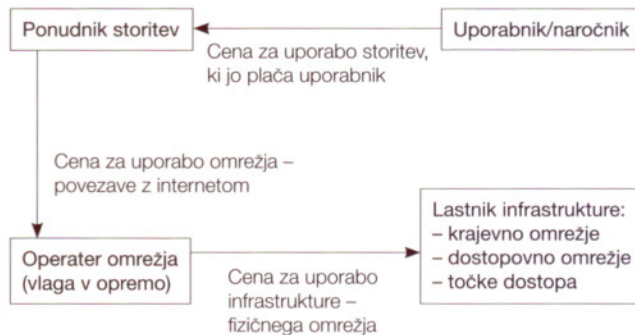 Ponudnik storitev
Uporabnik/naročnik
Cena za uporabo storitev,
ki jo plača uporabnik
Cena za uporabo omrežja –
povezave z internetom
Operater omrežja
(vlaga v opremo)
Cena za uporabo
infrastrukture –
fizičnega omrežja
Lastnik infrastrukture:
– krajevno omrežje
– dostopovno omrežje
– točke dostopa